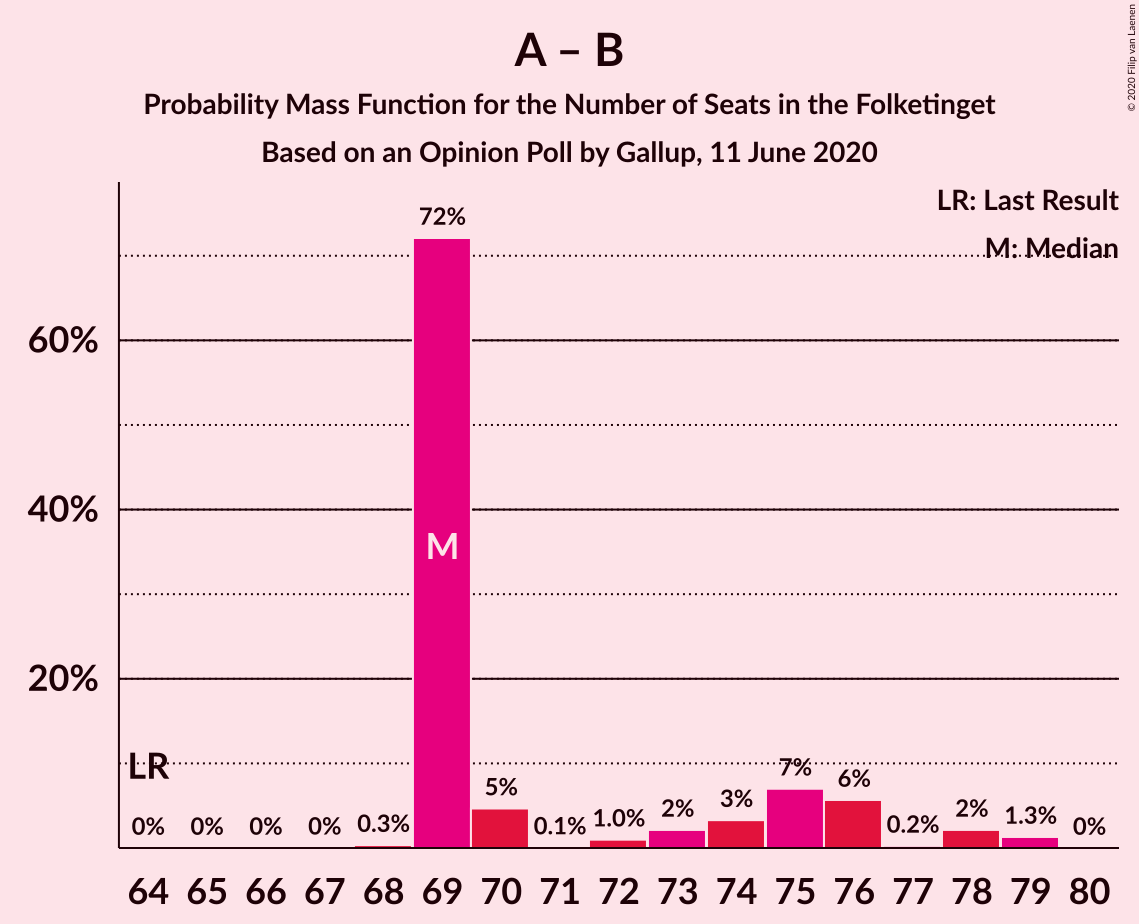 © 2020 Filip van Laenen
A – B
Probability Mass Function for the Number of Seats in the Folketinget
Based on an Opinion Poll by Gallup, 11 June 2020
LR: Last Result
M: Median
72%
60%
40%
M
20%
LR
0% 0% 0% 0% 0.3% 5% 0.1% 1.0% 2% 3% 7% 6% 0.2% 2% 1.3% 0%
64 65 66 67 68 69 70 71 72 73 74 75 76 77 78 79 80